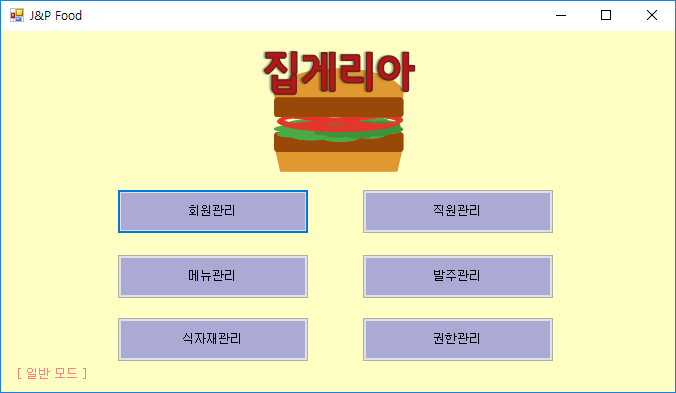 J&P Food
집게리아
회원관리 직원관리
메뉴관리 발주관리
식자재관리 권한관리
[ 일반 모드 ]